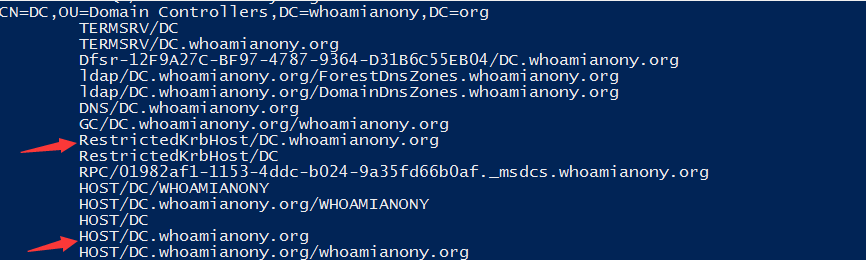 CN=DC,OU=Domain Controllers,DC=whoamianony,DC=org
TERMSRV/DC
TERMSRV/DC.whoamianony.org
Dfsr-12F9A27C-BF97-4787-9364-D31B6C55EB04/DC.whoamianony.org
ldap/DC.whoamianony.org/ForestDnsZones.whoamianony.org
ldap/DC.whoamianony.org/DomainDnsZones.whoamianony.org
DNS/DC.whoamianony.org
GC/DC.whoamianony.org/whoamianony.org
RestrictedKrbHost/DC.whoamianony.org
RestrictedKrbHost/DC
RPC/01982af1-1153-4ddc-b024-9a35fd66b0af._msdcs.whoamianony.org
HOST/DC/WHOAMIANONY
HOST/DC.whoamianony.org/WHOAMIANONY
HOST/DC
HOST/DC.whoamianony.org
HOST/DC.whoamianony.org/whoamianony.org